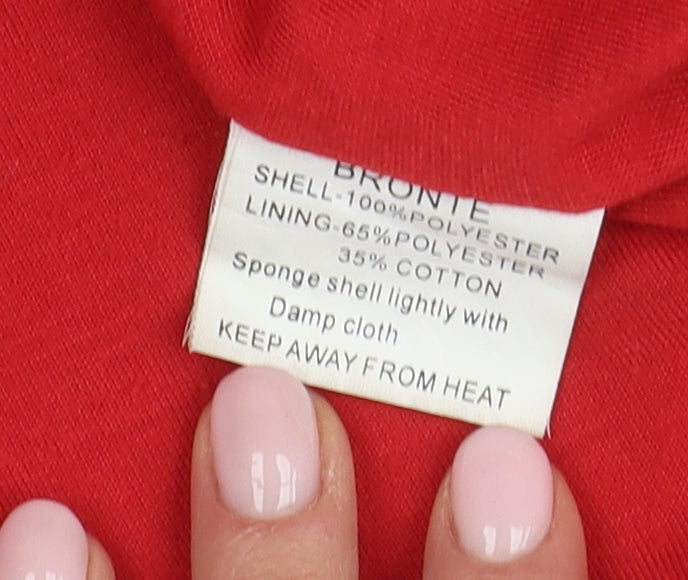 BRONTE
SHELL-100%POLYESTER
LINING-65%POLYESTER
35% COTTON
Sponge shell lightly with
Damp cloth
KEEP AWAY FROM HEAT